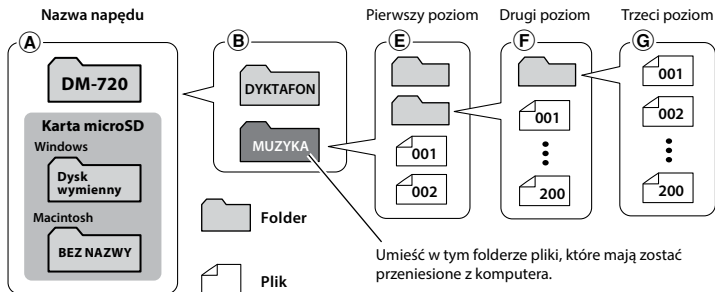 Nazwa napędu
Pierwszy poziom
Drugi poziom
Trzeci poziom
A
B
E
F
G
DM-720
Karta microSD
Windows
Dysk
wymienny
Macintosh
BEZ NAZWY
DYKTAFON
MUZYKA
001
002
001
200
001
002
200
Folder
Plik
Umieść w tym folderze pliki, które mają zostać
przeniesione z komputera.